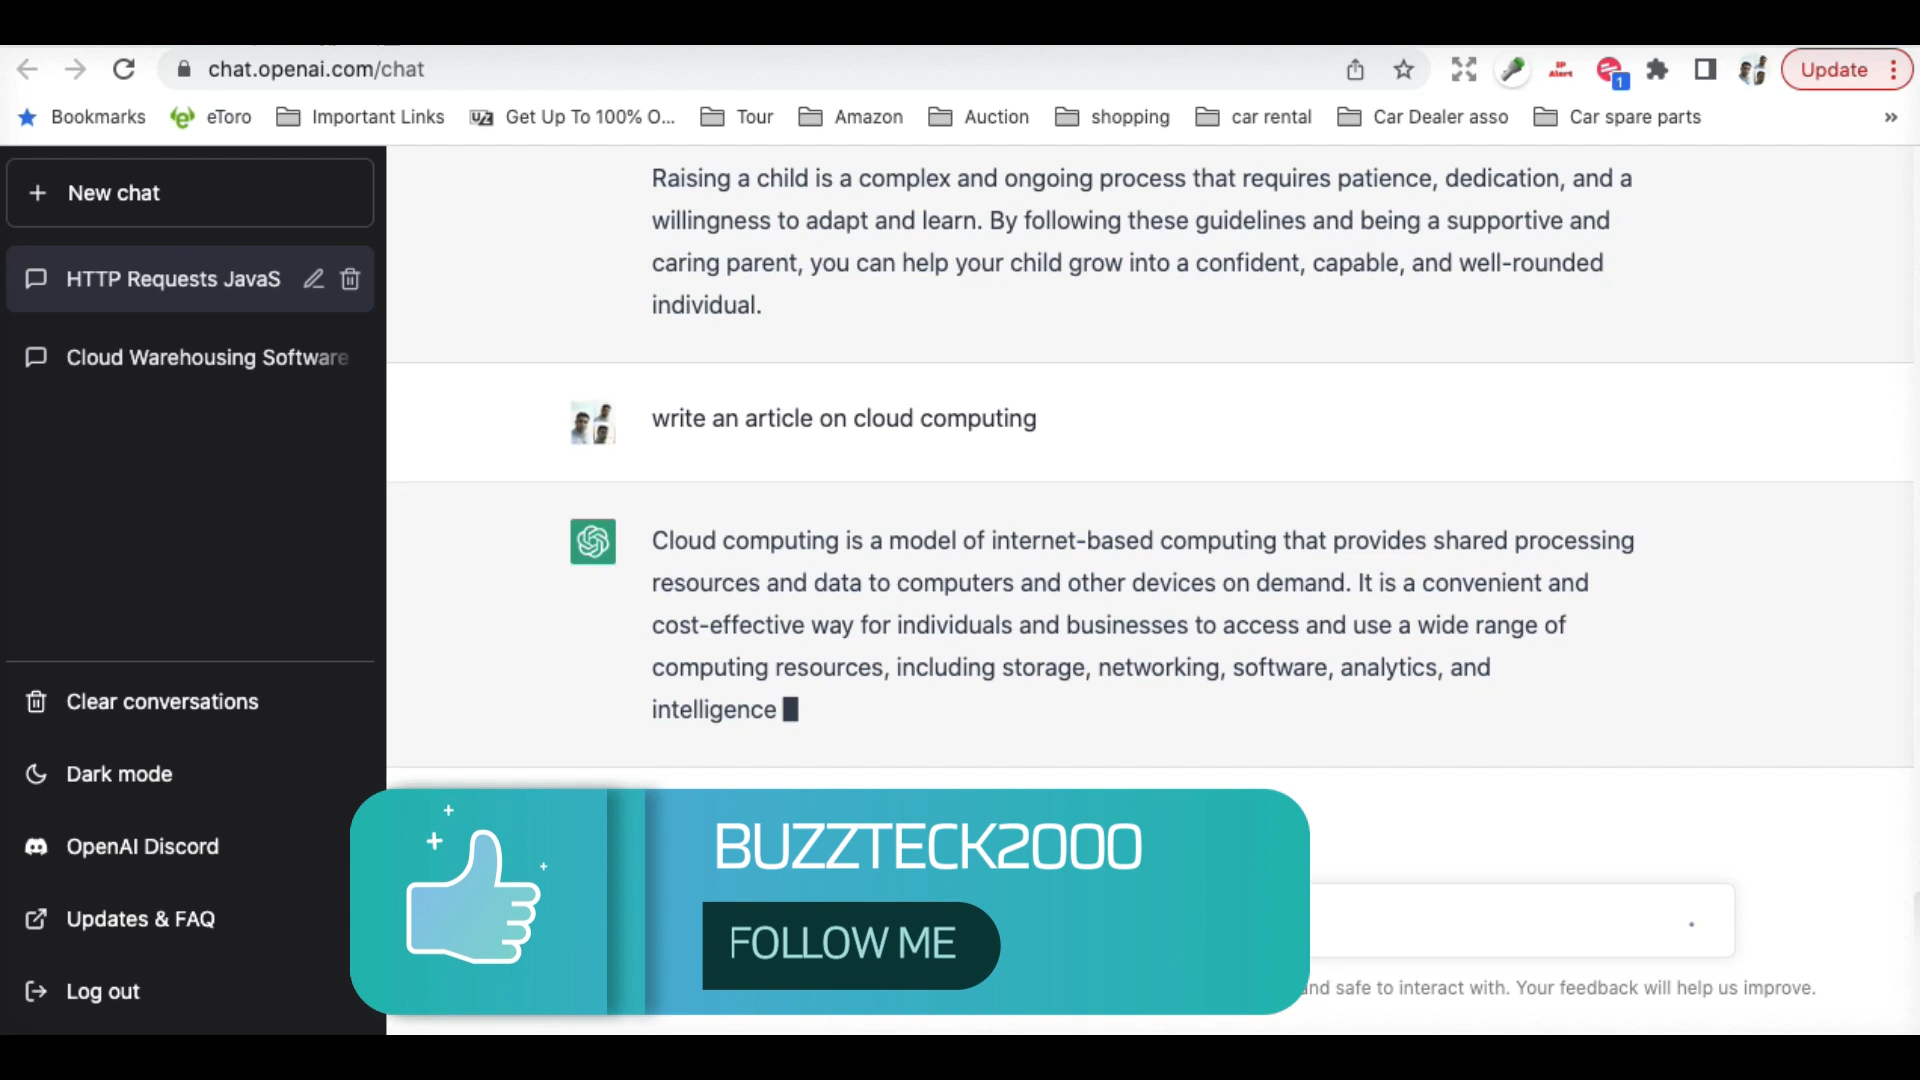 chat.openai.com/chat
IP Alert
1
Update
Bookmarks
eToro
Important Links
Get Up To 100% O...
Tour
Amazon
Auction
shopping
car rental
Car Dealer asso
Car spare parts
»
New chat
HTTP Requests JavaS
Cloud Warehousing Software
Clear conversations
Dark mode
OpenAI Discord
Updates & FAQ
Log out
Raising a child is a complex and ongoing process that requires patience, dedication, and a
willingness to adapt and learn. By following these guidelines and being a supportive and
caring parent, you can help your child grow into a confident, capable, and well-rounded
individual.
write an article on cloud computing
Cloud computing is a model of internet-based computing that provides shared processing
resources and data to computers and other devices on demand. It is a convenient and
cost-effective way for individuals and businesses to access and use a wide range of
computing resources, including storage, networking, software, analytics, and
intelligence
BUZZTECK2000
FOLLOW ME
and safe to interact with. Your feedback will help us improve.